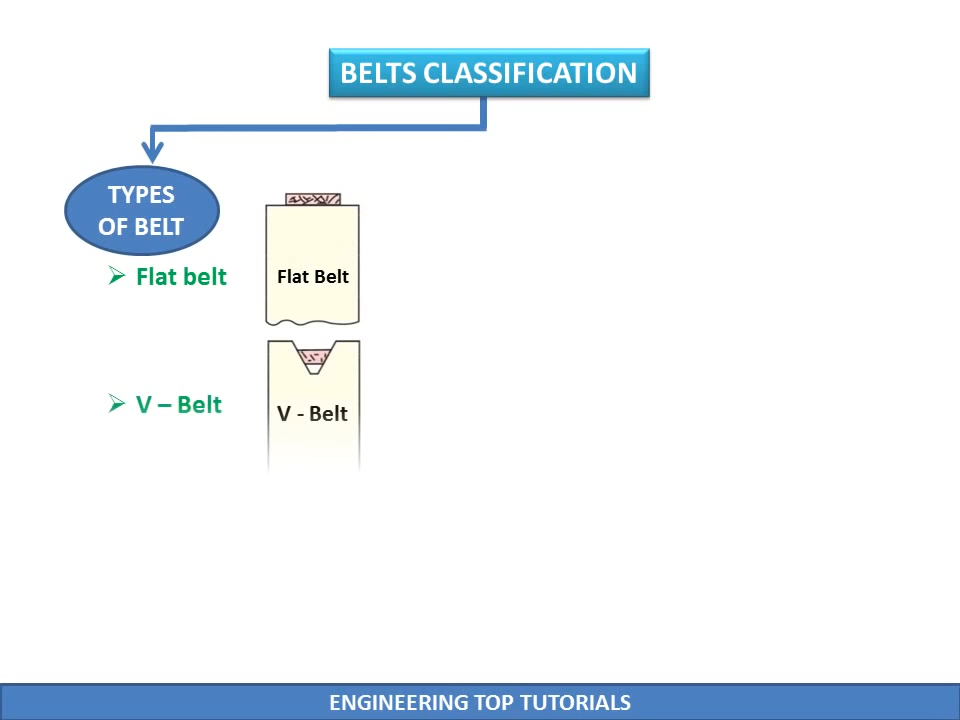 BELTS CLASSIFICATION
TYPES
OF BELT
Flat belt
Flat Belt
V – Belt
V - Belt
ENGINEERING TOP TUTORIALS